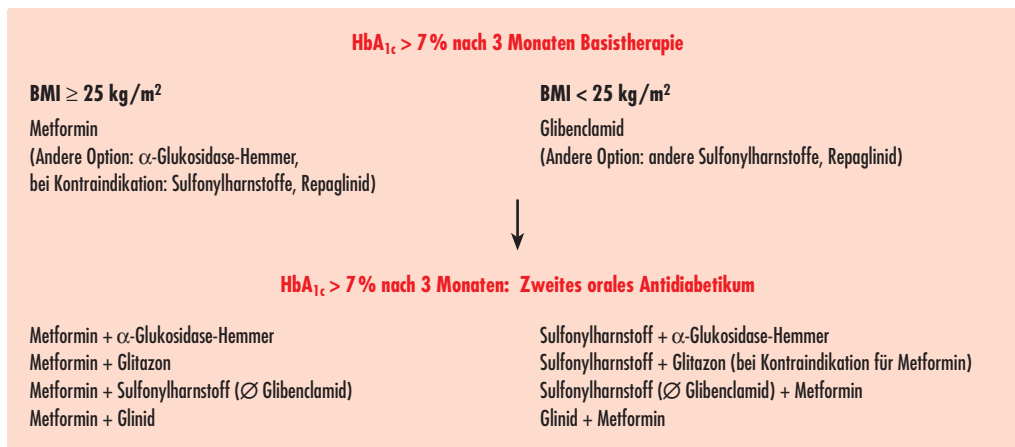 HbA1c > 7 % nach 3 Monaten Basistherapie
BMI ≥ 25 kg/m²
Metformin
(Andere Option: α-Glukosidase-Hemmer,
bei Kontraindikation: Sulfonylharnstoffe, Repaglinid)
BMI < 25 kg/m²
Glibenclamid
(Andere Option: andere Sulfonylharnstoffe, Repaglinid)
HbA1c > 7 % nach 3 Monaten: Zweites orales Antidiabetikum
Metformin + α-Glukosidase-Hemmer
Metformin + Glitazon
Metformin + Sulfonylharnstoff (∅ Glibenclamid)
Metformin + Glinid
Sulfonylharnstoff + α-Glukosidase-Hemmer
Sulfonylharnstoff + Glitazon (bei Kontraindikation für Metformin)
Sulfonylharnstoff (∅ Glibenclamid) + Metformin
Glinid + Metformin